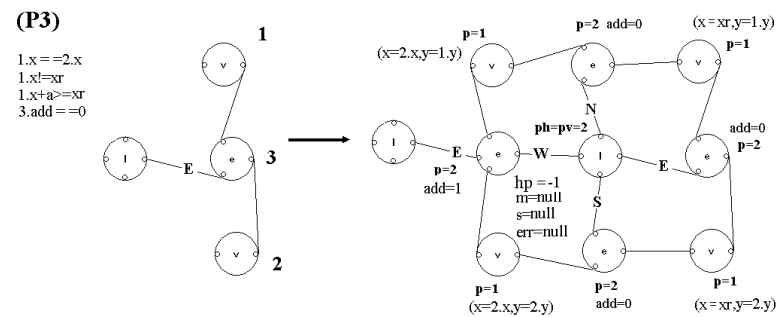 (P3)
1.x = =2.x
1.x!=xr
1.x+a>=xr
3.add = =0
1
v
I
E
e
3
v
2
p=1
(x=2.x,y=1.y)
v
p=2 add=0
e
(x = xr,y=1.y)
p=1
v
N
ph=pv=2
I
E
e
W
I
E
e
add=0
p=2
p=2
add=1
hp = -1
m=null
s=null
err=null
S
v
p=1
(x=2.x,y=2.y)
e
p=2
add=0
v
p=1
(x = xr,y=2.y)